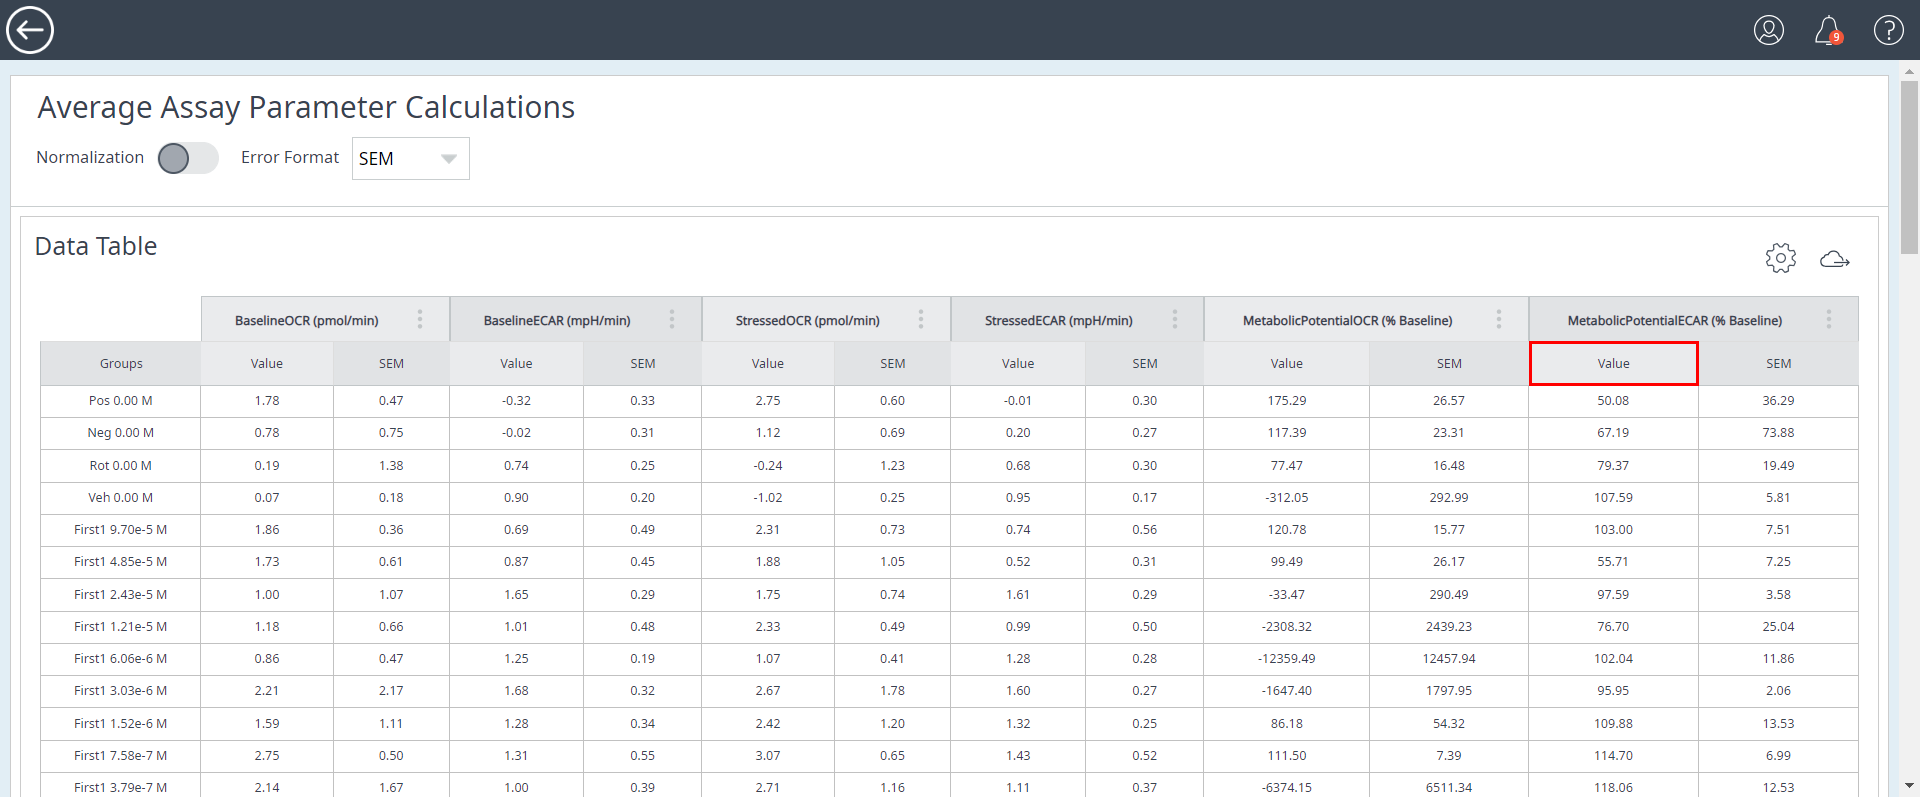 9
Average Assay Parameter Calculations
Normalization Error Format SEM
Data Table
BaselineOCR (pmol/min) BaselineECAR (mpH/min) StressedOCR (pmol/min) StressedECAR (mpH/min) MetabolicPotentialOCR (% Baseline) MetabolicPotentialECAR (% Baseline)
Groups Value SEM Value SEM Value SEM Value SEM Value SEM Value SEM
Pos 0.00 M 1.78 0.47 -0.32 0.33 2.75 0.60 -0.01 0.30 175.29 26.57 50.08 36.29
Neg 0.00 M 0.78 0.75 -0.02 0.31 1.12 0.69 0.20 0.27 117.39 23.31 67.19 73.88
Rot 0.00 M 0.19 1.38 0.74 0.25 -0.24 1.23 0.68 0.30 77.47 16.48 79.37 19.49
Veh 0.00 M 0.07 0.18 0.90 0.20 -1.02 0.25 0.95 0.17 -312.05 292.99 107.59 5.81
First1 9.70e-5 M 1.86 0.36 0.69 0.49 2.31 0.73 0.74 0.56 120.78 15.77 103.00 7.51
First1 4.85e-5 M 1.73 0.61 0.87 0.45 1.88 1.05 0.52 0.31 99.49 26.17 55.71 7.25
First1 2.43e-5 M 1.00 1.07 1.65 0.29 1.75 0.74 1.61 0.29 -33.47 290.49 97.59 3.58
First1 1.21e-5 M 1.18 0.66 1.01 0.48 2.33 0.49 0.99 0.50 -2308.32 2439.23 76.70 25.04
First1 6.06e-6 M 0.86 0.47 1.25 0.19 1.07 0.41 1.28 0.28 -12359.49 12457.94 102.04 11.86
First1 3.03e-6 M 2.21 2.17 1.68 0.32 2.67 1.78 1.60 0.27 -1647.40 1797.95 95.95 2.06
First1 1.52e-6 M 1.59 1.11 1.28 0.34 2.42 1.20 1.32 0.25 86.18 54.32 109.88 13.53
First1 7.58e-7 M 2.75 0.50 1.31 0.55 3.07 0.65 1.43 0.52 111.50 7.39 114.70 6.99
First1 3.79e-7 M 2.14 1.67 1.00 0.39 2.71 1.16 1.11 0.37 -6374.15 6511.34 118.06 12.53